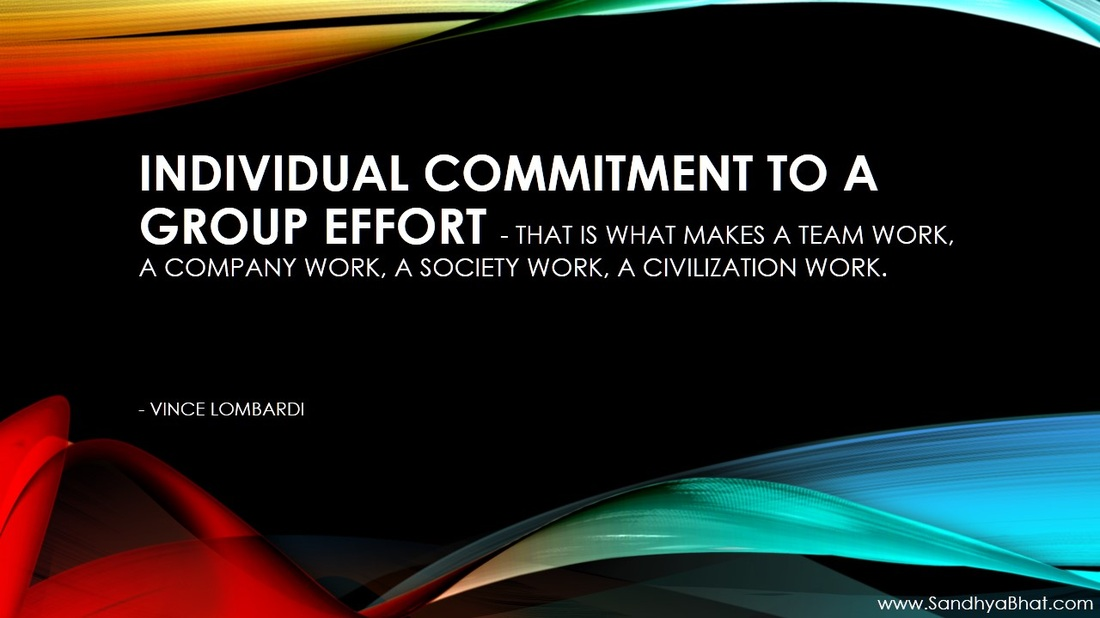 INDIVIDUAL COMMITMENT TO A
GROUP EFFORT - THAT IS WHAT MAKES A TEAM WORK,
A COMPANY WORK, A SOCIETY WORK, A CIVILIZATION WORK.
- VINCE LOMBARDI
www.SandhyaBhat.com